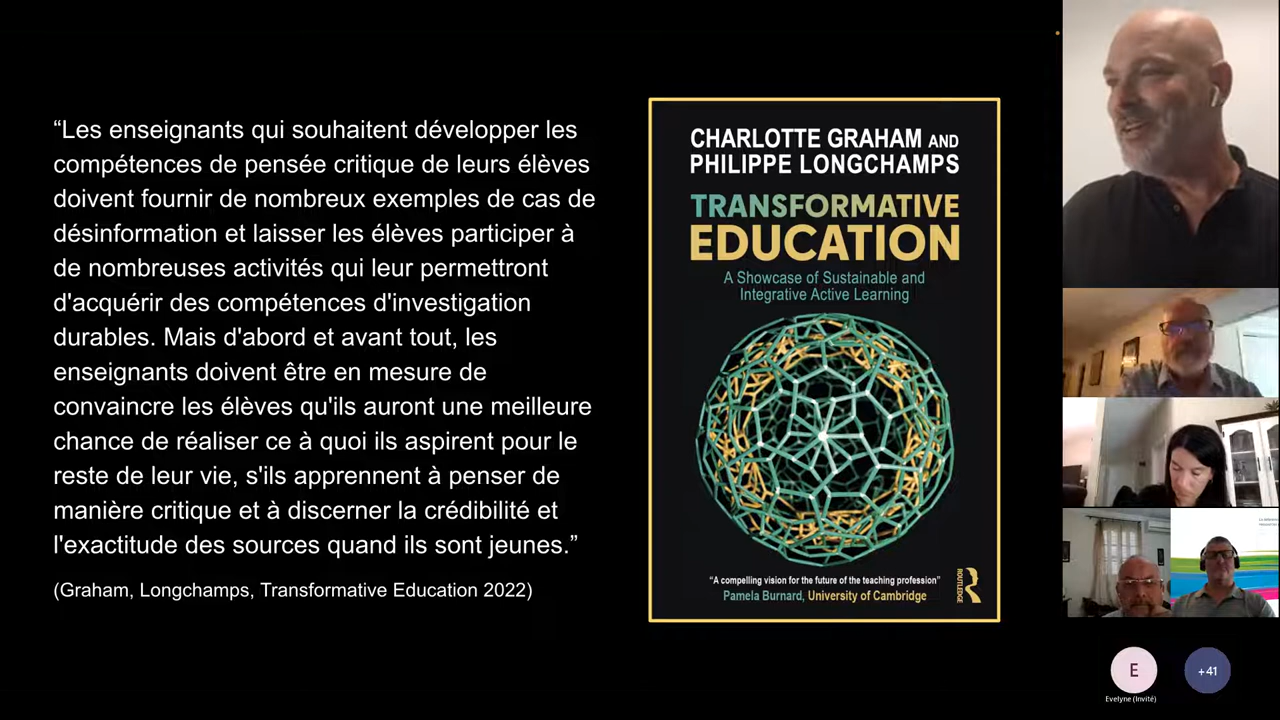 “Les enseignants qui souhaitent développer les
compétences de pensée critique de leurs élèves
doivent fournir de nombreux exemples de cas de
désinformation et laisser les élèves participer à
de nombreuses activités qui leur permettront
d'acquérir des compétences d'investigation
durables. Mais d'abord et avant tout, les
enseignants doivent être en mesure de
convaincre les élèves qu'ils auront une meilleure
chance de réaliser ce à quoi ils aspirent pour le
reste de leur vie, s'ils apprennent à penser de
manière critique et à discerner la crédibilité et
l'exactitude des sources quand ils sont jeunes.”
(Graham, Longchamps, Transformative Education 2022)
CHARLOTTE GRAHAM AND
PHILIPPE LONGCHAMPS
TRANSFORMATIVE
EDUCATION
A Showcase of Sustainable and
Integrative Active Learning
“A compelling vision for the future of the teaching profession”
Pamela Burnard, University of Cambridge
ROUTLEDGE
E
+41
Evelyne (Invité)